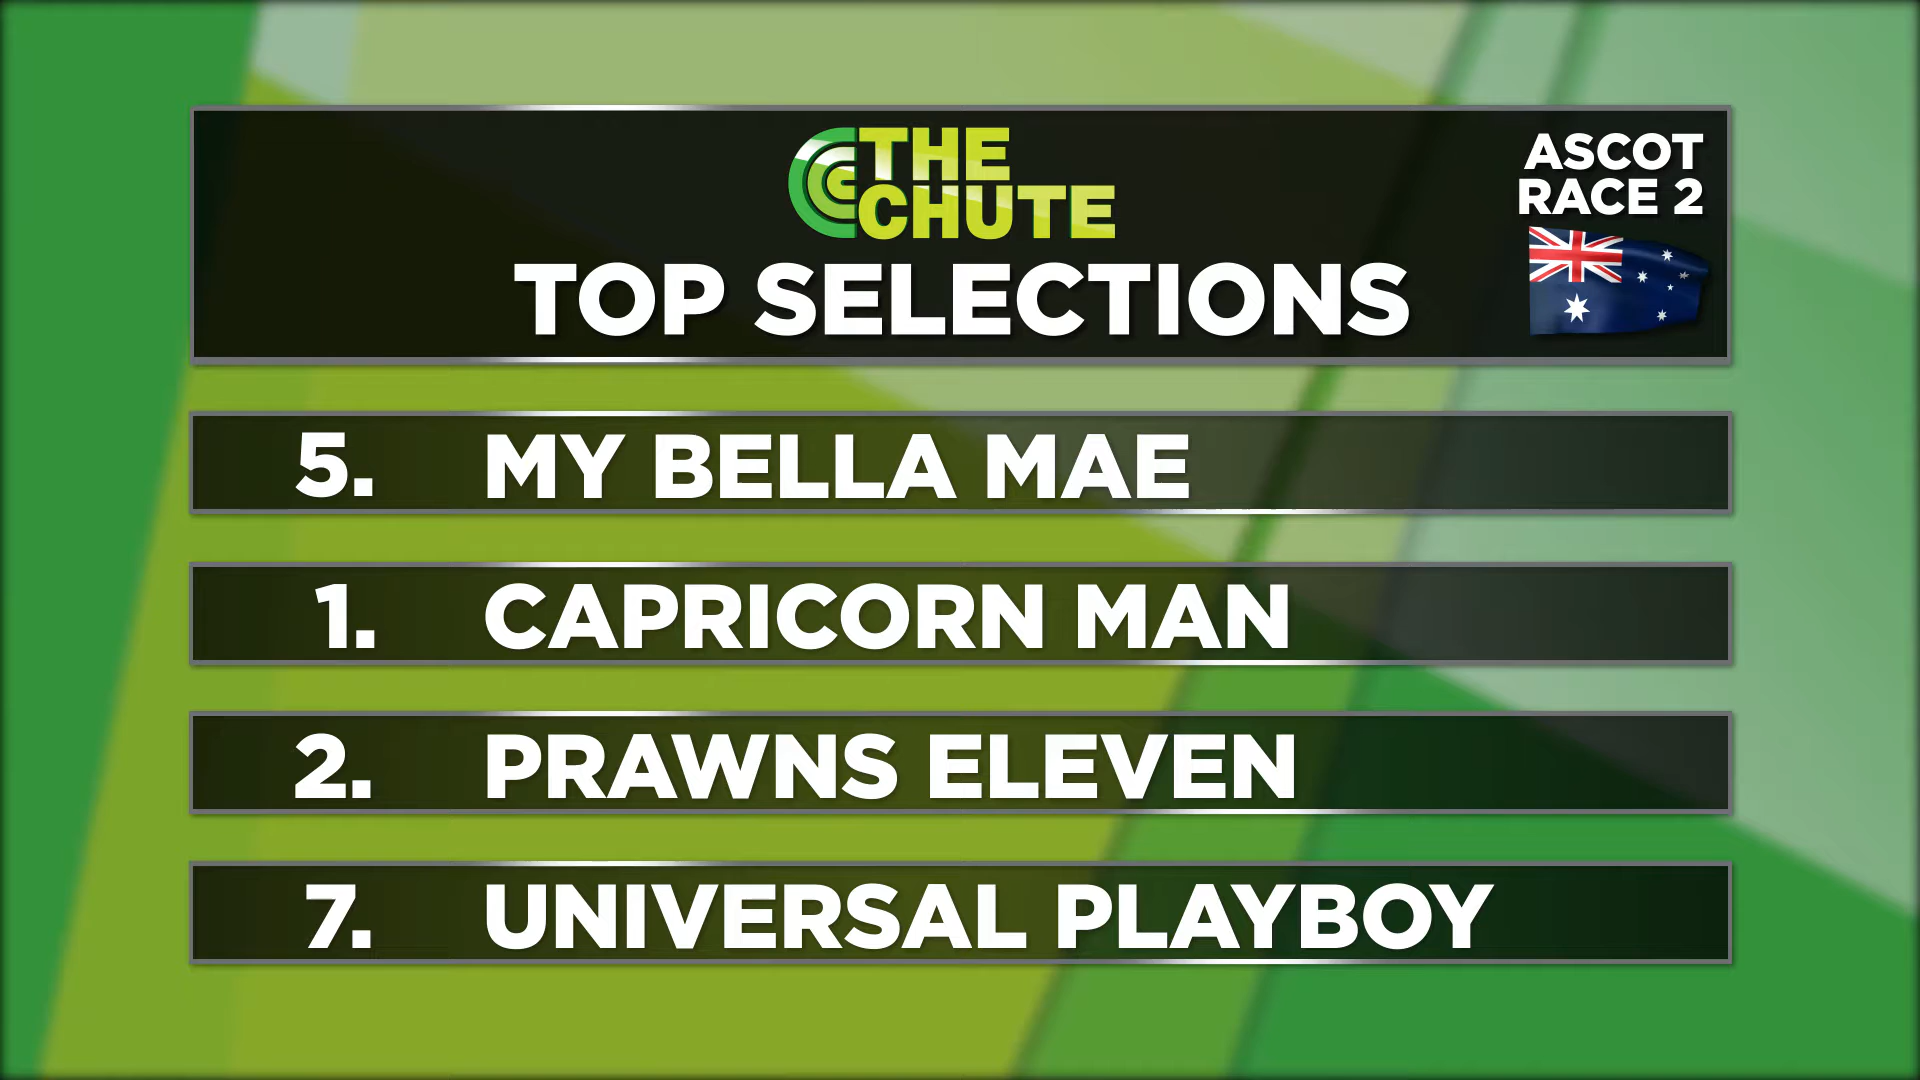 THE
CHUTE
TOP SELECTIONS
ASCOT
RACE 2
5. MY BELLA MAE
1. CAPRICORN MAN
2. PRAWNS ELEVEN
7. UNIVERSAL PLAYBOY